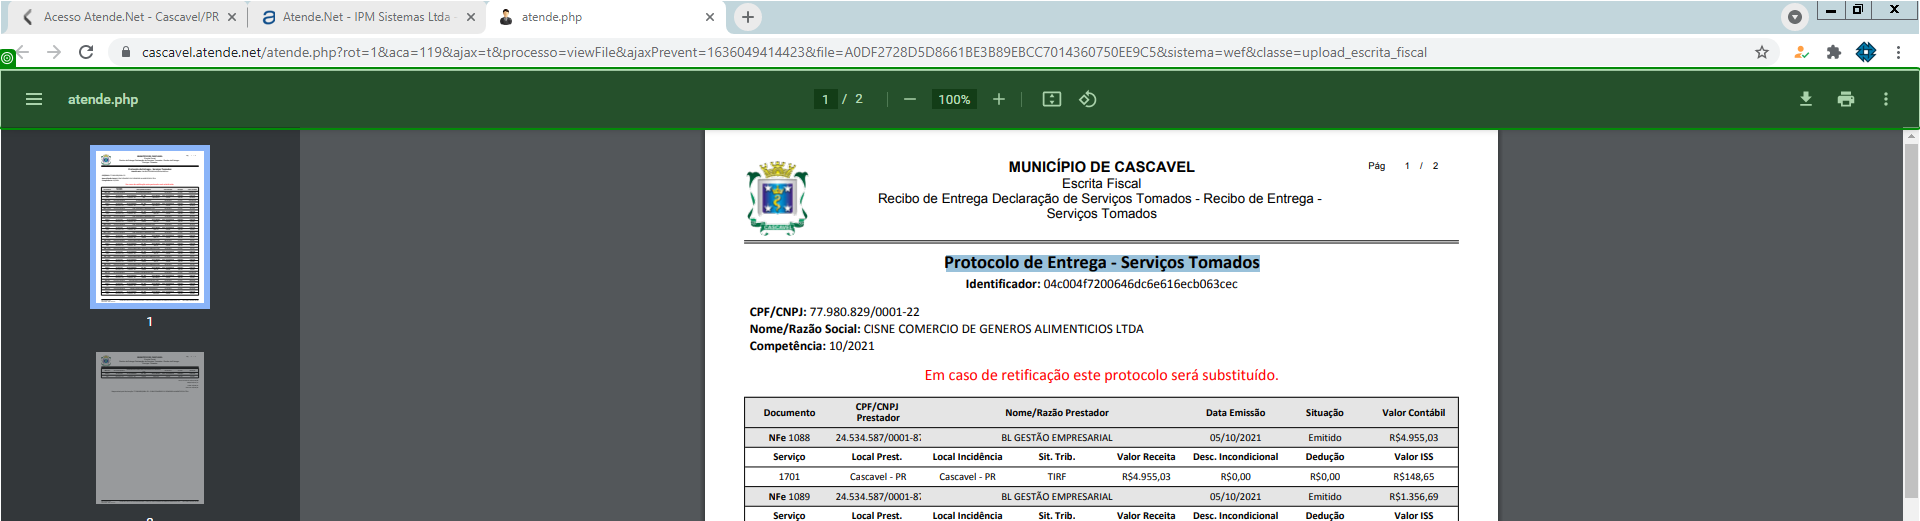 Acesso Atende.Net - Cascavel/PR
Atende.Net - IPM Sistemas Ltda
atende.php
cascavel.atende.net/atende.php?rot=1&aca=119&ajax=t&processo=viewFile&ajaxPrevent=1636049414423&file=A0DF2728D5D8661BE3B89EBCC7014360750EE9C5&sistema=wef&classe=upload_escrita_fiscal
atende.php
1 / 2
100%
1
MUNICÍPIO DE CASCAVEL
Pág 1 / 2
Escrita Fiscal
Recibo de Entrega Declaração de Serviços Tomados - Recibo de Entrega -
Serviços Tomados
CASCAVEL
Protocolo de Entrega - Serviços Tomados
Identificador: 04c004f7200646dc6e616ecb063cec
CPF/CNPJ: 77.980.829/0001-22
Nome/Razão Social: CISNE COMERCIO DE GENEROS ALIMENTICIOS LTDA
Competência: 10/2021
Em caso de retificação este protocolo será substituído.
Documento CPF/CNPJ Prestador Nome/Razão Prestador Data Emissão Situação Valor Contábil
NFe 1088 24.534.587/0001-87 BL GESTÃO EMPRESARIAL 05/10/2021 Emitido R$4.955,03
Serviço Local Prest. Local Incidência Sit. Trib. Valor Receita Desc. Incondicional Dedução Valor ISS
1701 Cascavel - PR Cascavel - PR TIRF R$4.955,03 R$0,00 R$0,00 R$148,65
NFe 1089 24.534.587/0001-87 BL GESTÃO EMPRESARIAL 05/10/2021 Emitido R$1.356,69
Serviço Local Prest. Local Incidência Sit. Trib. Valor Receita Desc. Incondicional Dedução Valor ISS